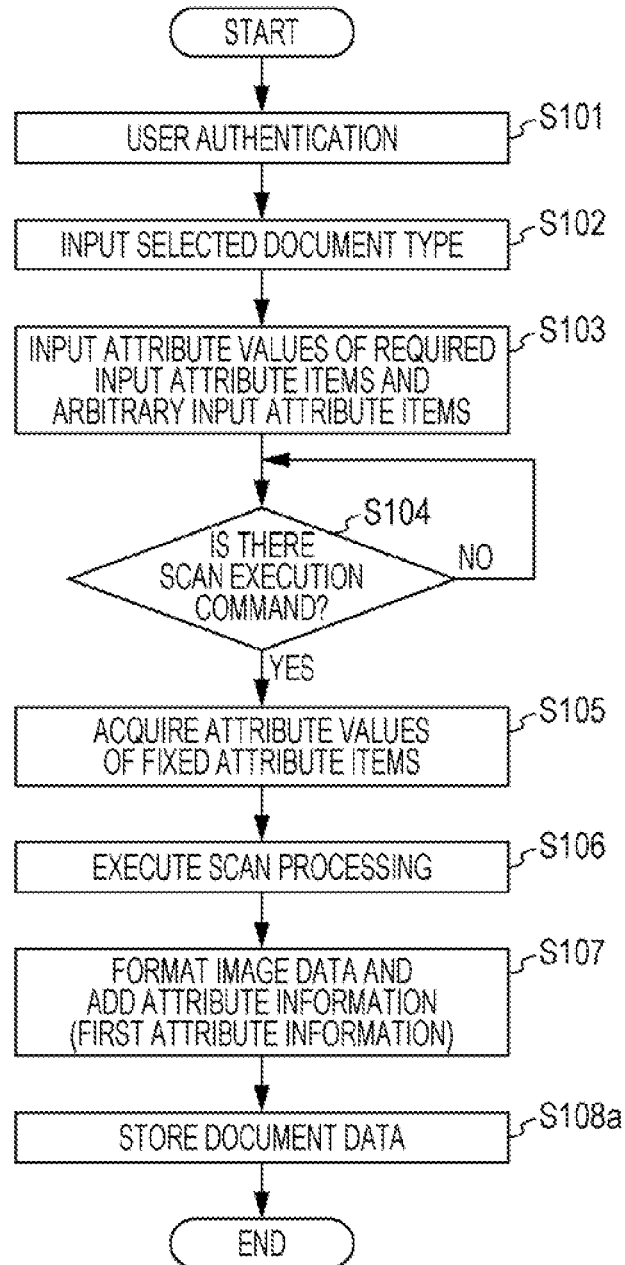 START
S101
USER AUTHENTICATION
S102
INPUT SELECTED DOCUMENT TYPE
S103
INPUT ATTRIBUTE VALUES OF REQUIRED
INPUT ATTRIBUTE ITEMS AND
ARBITRARY INPUT ATTRIBUTE ITEMS
S104
IS THERE
SCAN EXECUTION
COMMAND?
NO
YES
S105
ACQUIRE ATTRIBUTE VALUES
OF FIXED ATTRIBUTE ITEMS
S106
EXECUTE SCAN PROCESSING
S107
FORMAT IMAGE DATA AND
ADD ATTRIBUTE INFORMATION
(FIRST ATTRIBUTE INFORMATION)
S108a
STORE DOCUMENT DATA
END